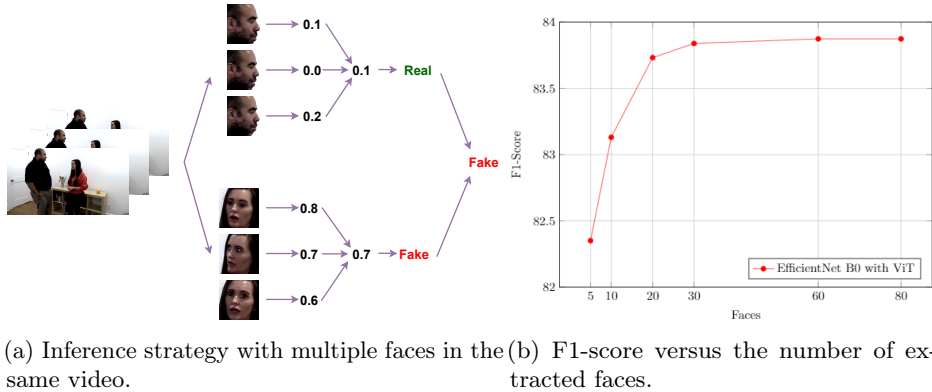 0.1
0.0
0.2
0.1
Real
Fake
0.8
0.7
0.6
0.7
Fake
84
83.5
83
82.5
82
F1-Score
5 10 20 30 60 80
Faces
EfficientNet B0 with ViT
(a) Inference strategy with multiple faces in the
same video.
(b) F1-score versus the number of ex-
tracted faces.